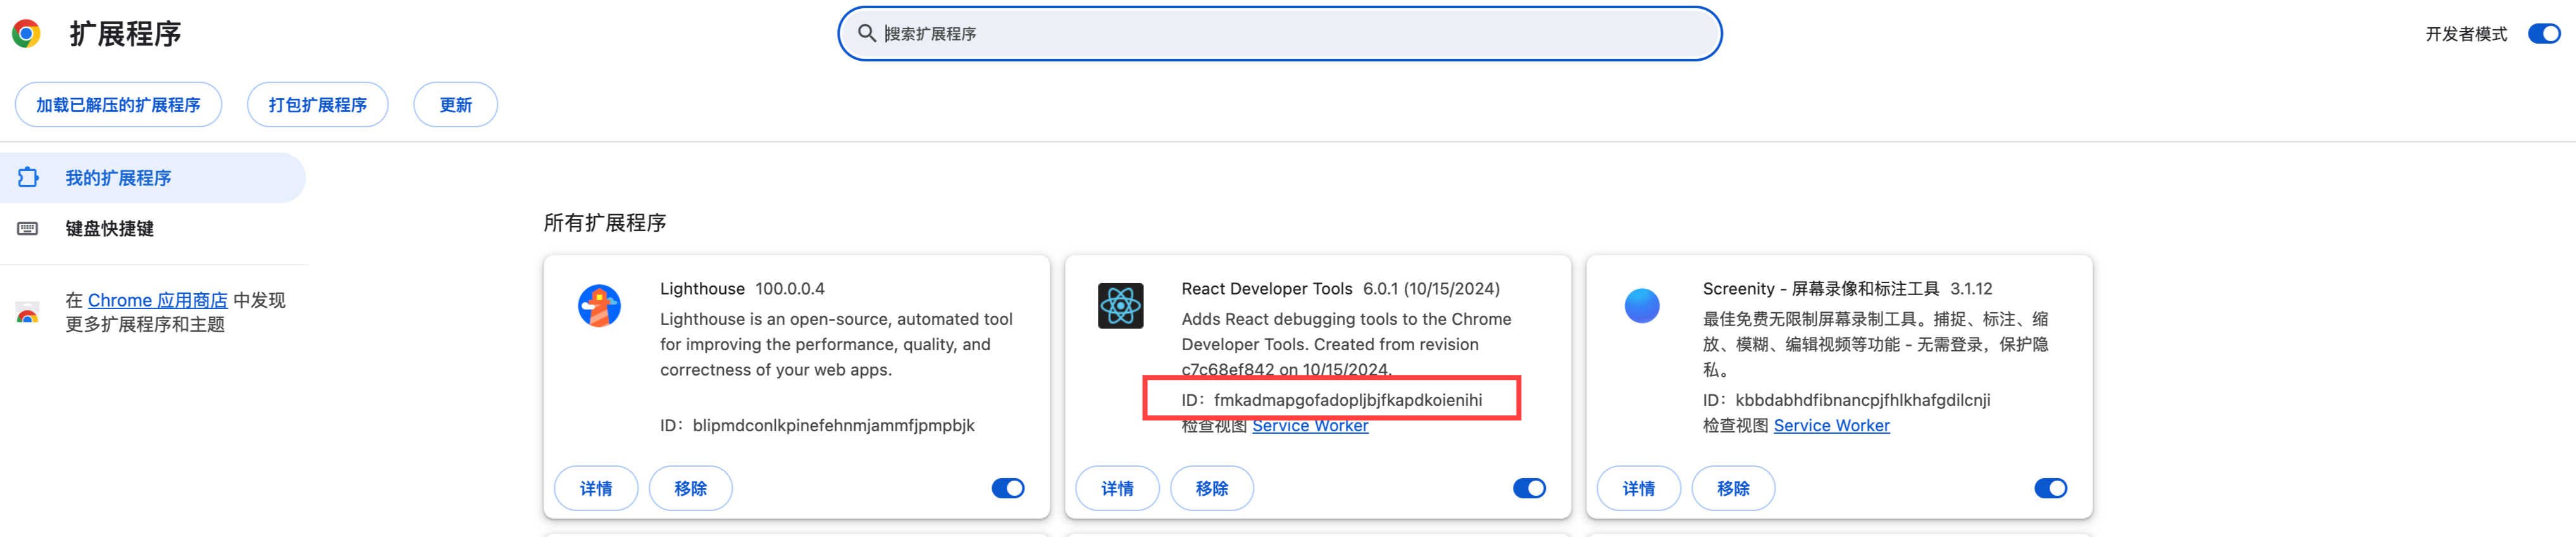 扩展程序
搜索扩展程序
开发者模式
加载已解压的扩展程序
打包扩展程序
更新
我的扩展程序
键盘快捷键
在 Chrome 应用商店 中发现
更多扩展程序和主题
所有扩展程序
Lighthouse 100.0.0.4
Lighthouse is an open-source, automated tool
for improving the performance, quality, and
correctness of your web apps.
ID：blipmdconlkpinefehnmjammfjpmpbjk
详情
移除
React Developer Tools 6.0.1 (10/15/2024)
Adds React debugging tools to the Chrome
Developer Tools. Created from revision
c7c68ef842 on 10/15/2024.
ID：fmkadmapgofadopljbjfkapdkoienihi
检查视图 Service Worker
详情
移除
Screenity - 屏幕录像和标注工具 3.1.12
最佳免费无限制屏幕录制工具。捕捉、标注、缩
放、模糊、编辑视频等功能 - 无需登录，保护隐
私。
ID：kbbdabhdfibnancpjfhlkhafgdilcnji
检查视图 Service Worker
详情
移除